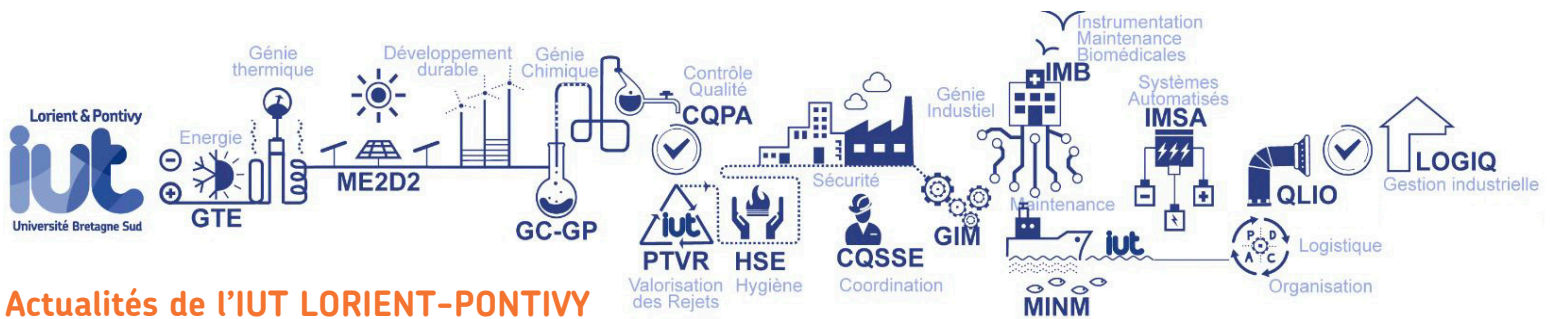 Lorient & Pontivy
iut
Université Bretagne Sud
Energie
GTE
Génie
thermique
ME2D2
Développement
durable
Génie
Chimique
GC-GP
Contrôle
Qualité
CQPA
iut
PTVR
Valorisation
des Rejets
HSE
Hygiène
Sécurité
CQSSE
Coordination
Génie
Industiel
GIM
Maintenance
Instrumentation
Maintenance
Biomédicales
IMB
iut
MINM
Systèmes
Automatisés
IMSA
QLIO
P D
A C
Logistique
Organisation
LOGIQ
Gestion industrielle
Actualités de l'IUT LORIENT-PONTIVY